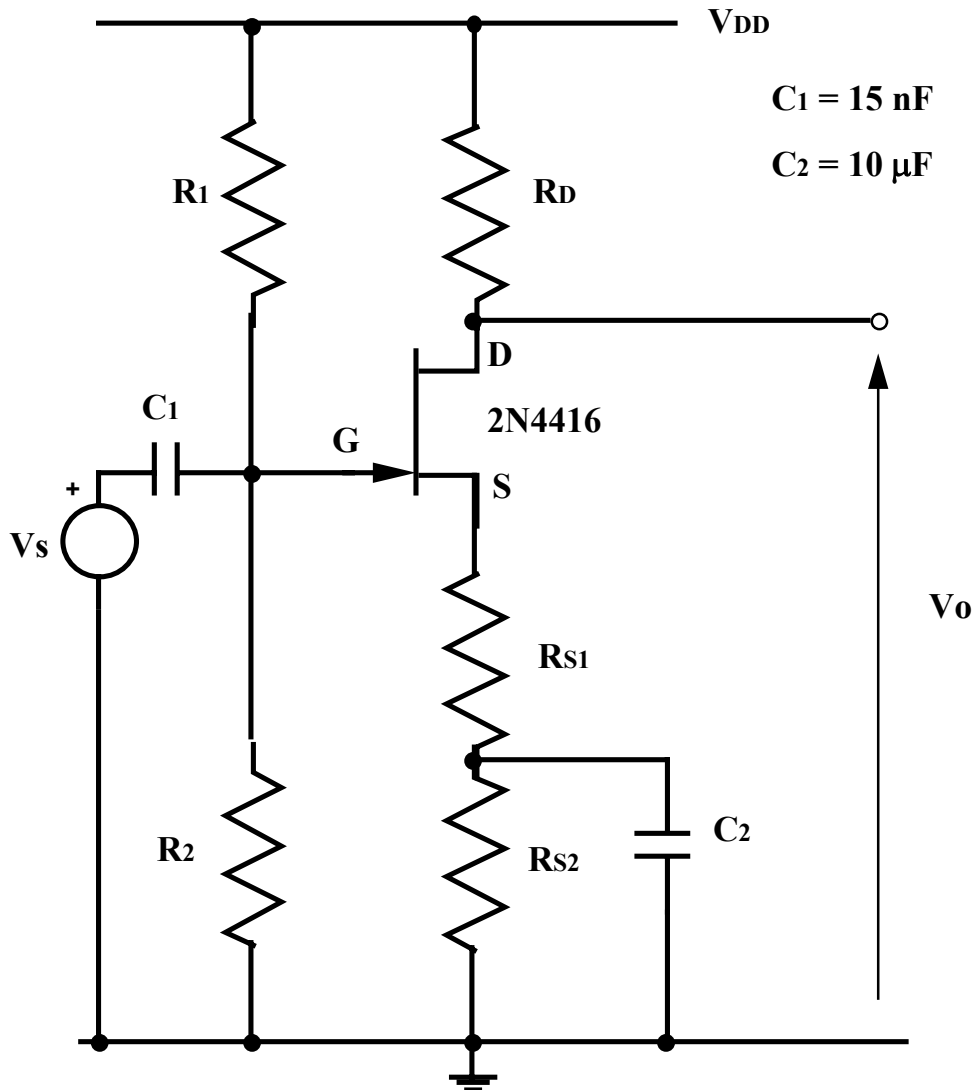 VDD
C1 = 15 nF
C2 = 10 μF
R1
RD
D
C1
2N4416
G
+
S
Vs
Vo
RS1
R2
RS2
C2